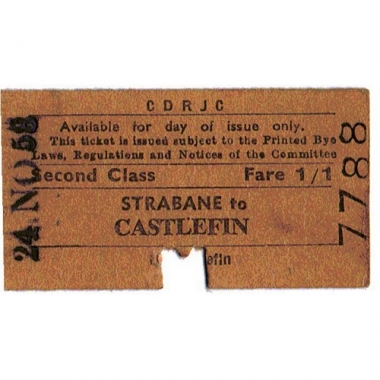 C D R J C
Available for day of issue only.
This ticket is issued subject to the Printed Bye
Laws, Regulations and Notices of the Committee
Second Class Fare 1/1
STRABANE to
CASTLEFIN
efin
24 NO 58
7788